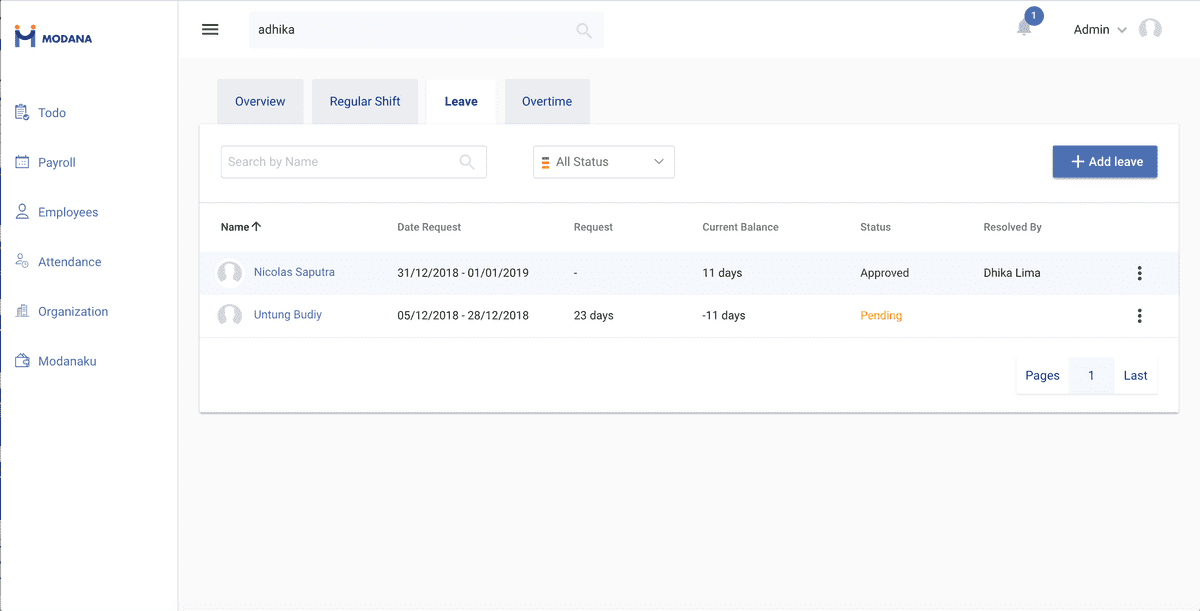 MODANA
adhika
1
Admin
Todo
Payroll
Employees
Attendance
Organization
Modanaku
Overview Regular Shift Leave Overtime
Search by Name All Status + Add leave
Name Date Request Request Current Balance Status Resolved By
Nicolas Saputra 31/12/2018 - 01/01/2019 - 11 days Approved Dhika Lima
Untung Budiy 05/12/2018 - 28/12/2018 23 days -11 days Pending
Pages 1 Last